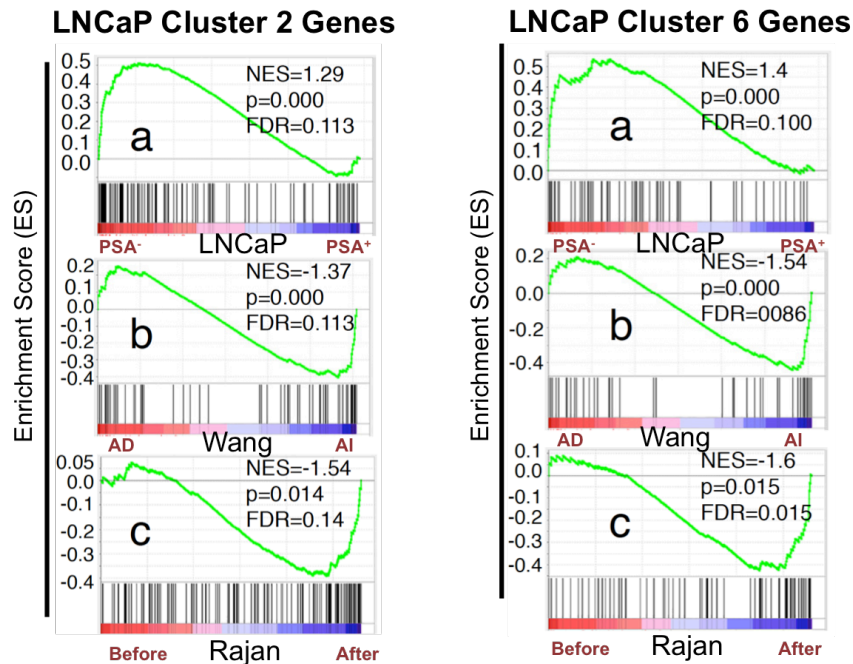 LNCaP Cluster 2 Genes
Enrichment Score (ES)
0.5
0.4
0.3
0.2
0.1
0.0
NES=1.29
p=0.000
FDR=0.113
a
PSA-
LNCaP
PSA+
0.2
0.1
0.0
-0.1
-0.2
-0.3
-0.4
NES=-1.37
p=0.000
FDR=0.113
b
AD
Wang
AI
0.05
0.0
-0.1
-0.2
-0.3
-0.4
NES=-1.54
p=0.014
FDR=0.14
c
Before
Rajan
After
LNCaP Cluster 6 Genes
Enrichment Score (ES)
0.5
0.4
0.3
0.2
0.1
0.0
NES=1.4
p=0.000
FDR=0.100
a
PSA-
LNCaP
PSA+
0.2
0.0
-0.2
-0.4
NES=-1.54
p=0.000
FDR=0086
b
AD
Wang
AI
0.1
0.0
-0.1
-0.2
-0.3
-0.4
NES=-1.6
p=0.015
FDR=0.015
c
Before
Rajan
After